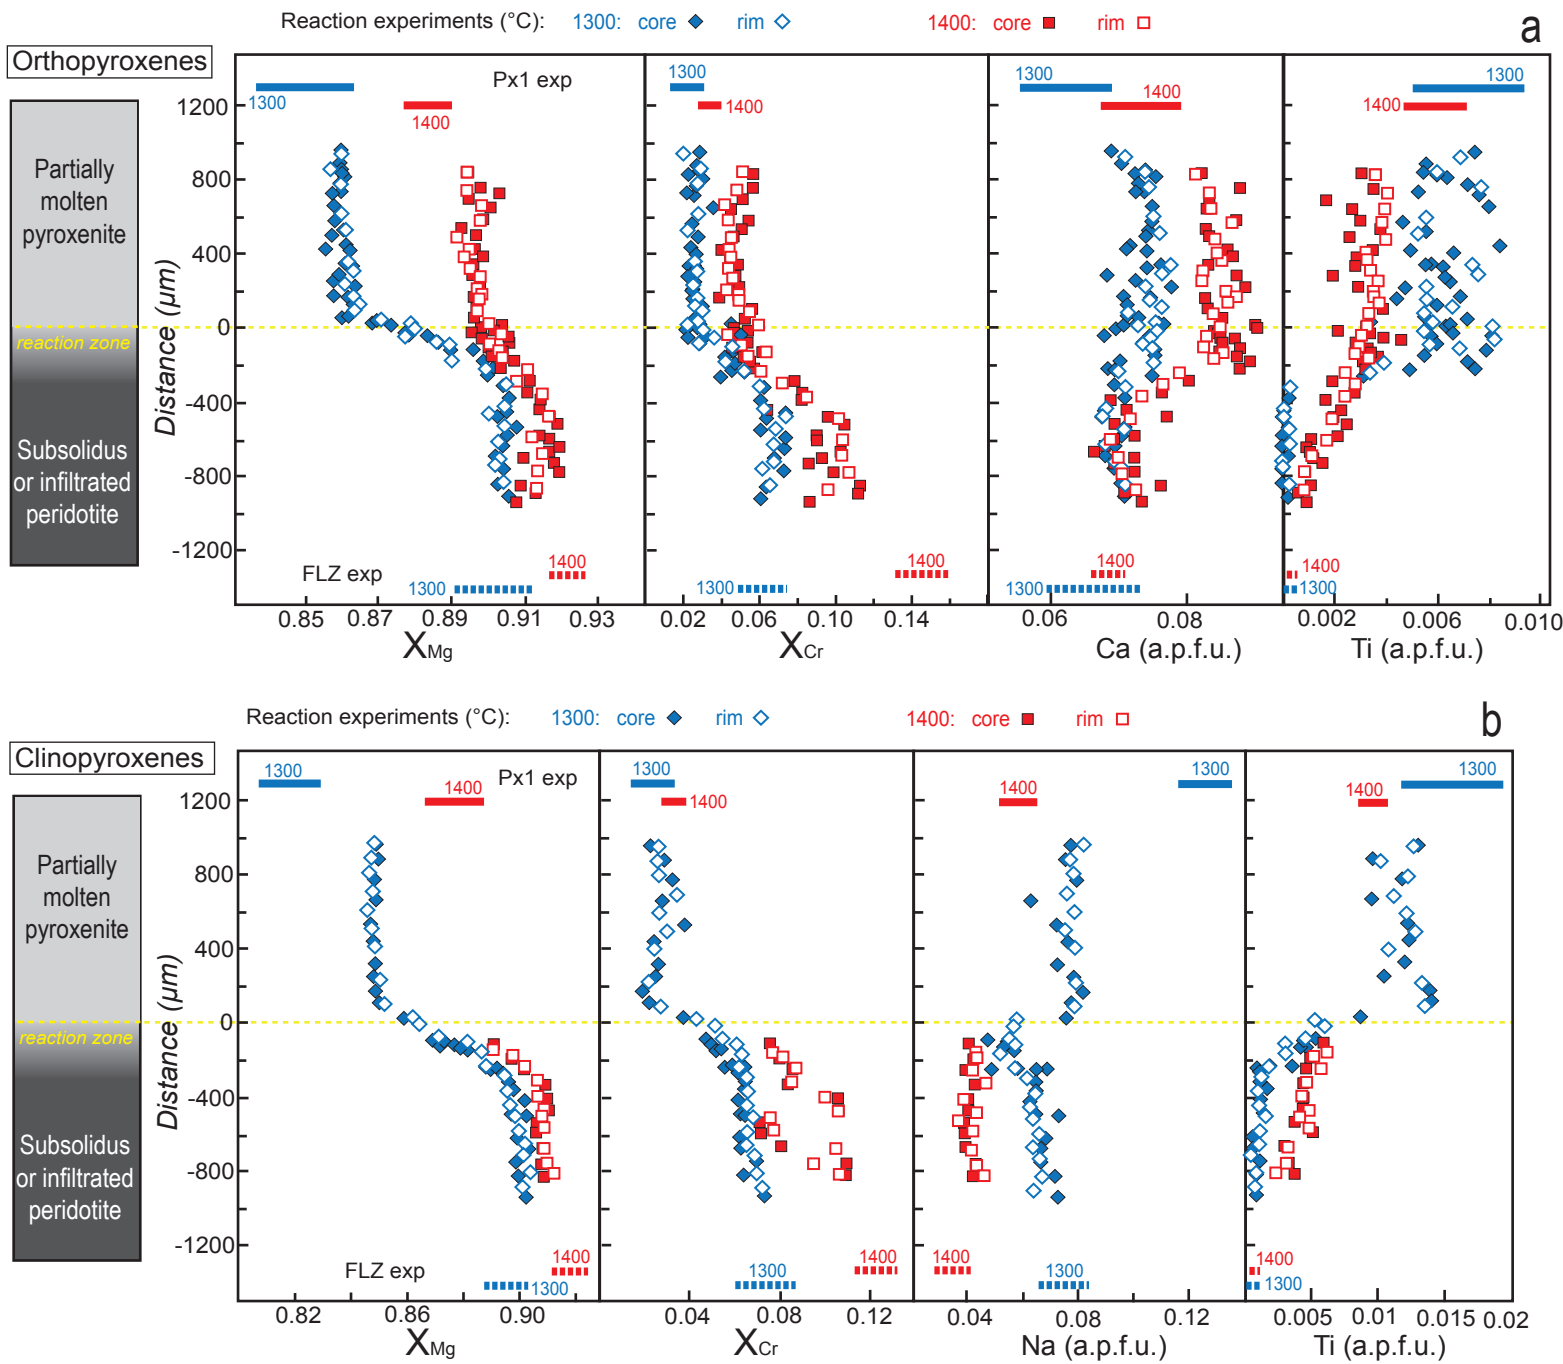 Reaction experiments (°C): 1300: core rim 1400: core rim
a
Orthopyroxenes
Partially
molten
pyroxenite
reaction zone
Subsolidus
or infiltrated
peridotite
Distance (µm)
1200
800
400
0
-400
-800
-1200
1300
Px1 exp
1400
FLZ exp
1300
1400
0.85 0.87 0.89 0.91 0.93
XMg
1300
1400
1300
1400
0.02 0.06 0.10 0.14
XCr
1300
1400
1400
1300
0.06 0.08
Ca (a.p.f.u.)
1300
1400
1400
1300
0.002 0.006 0.010
Ti (a.p.f.u.)
Reaction experiments (°C): 1300: core rim 1400: core rim
b
Clinopyroxenes
Partially
molten
pyroxenite
reaction zone
Subsolidus
or infiltrated
peridotite
Distance (µm)
1200
800
400
0
-400
-800
-1200
1300
Px1 exp
1400
FLZ exp
1400
1300
0.82 0.86 0.90
XMg
1300
1400
1300
1400
0.04 0.08 0.12
XCr
1300
1400
1400
1300
0.04 0.08 0.12
Na (a.p.f.u.)
1300
1400
1400
1300
0.005 0.01 0.015 0.02
Ti (a.p.f.u.)